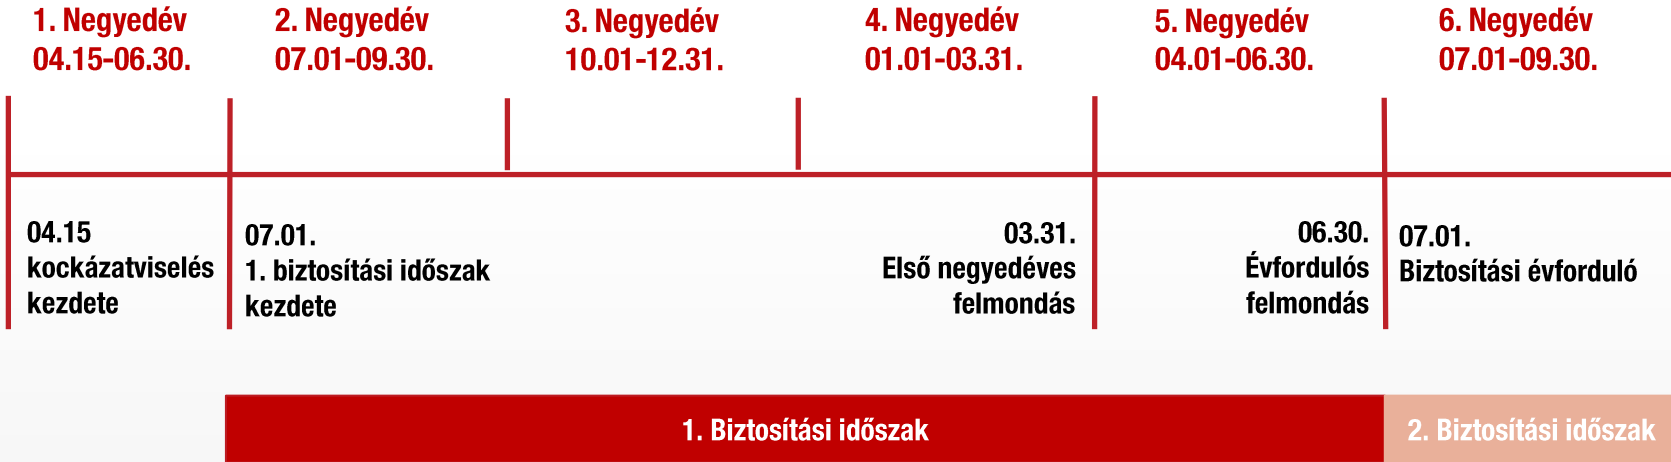 1. Negyedév
04.15-06.30.
2. Negyedév
07.01-09.30.
3. Negyedév
10.01-12.31.
4. Negyedév
01.01-03.31.
5. Negyedév
04.01-06.30.
6. Negyedév
07.01-09.30.
04.15
kockázatviselés
kezdete
07.01.
1. biztosítási időszak
kezdete
03.31.
Első negyedéves
felmondás
06.30.
Évfordulós
felmondás
07.01.
Biztosítási évforduló
1. Biztosítási időszak
2. Biztosítási időszak